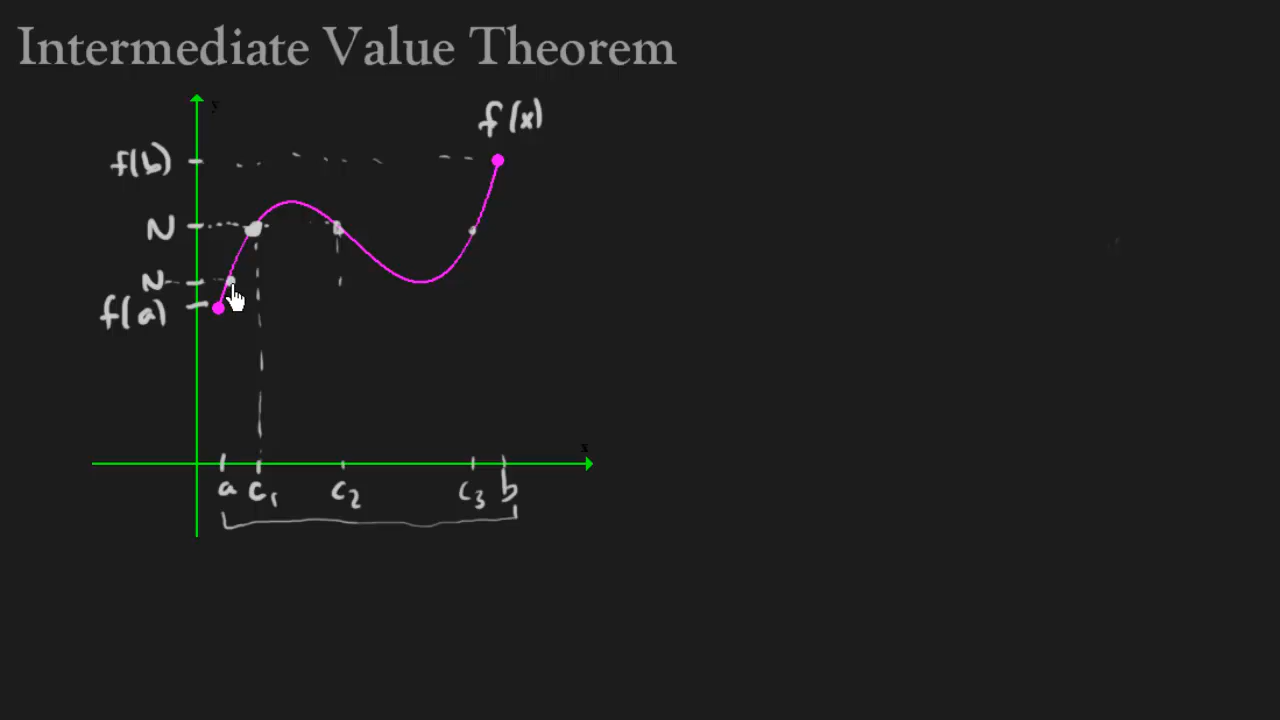 Intermediate Value Theorem
y
f(x)
f(b)
N
N
f(a)
x
a c₁ c₂ c₃ b